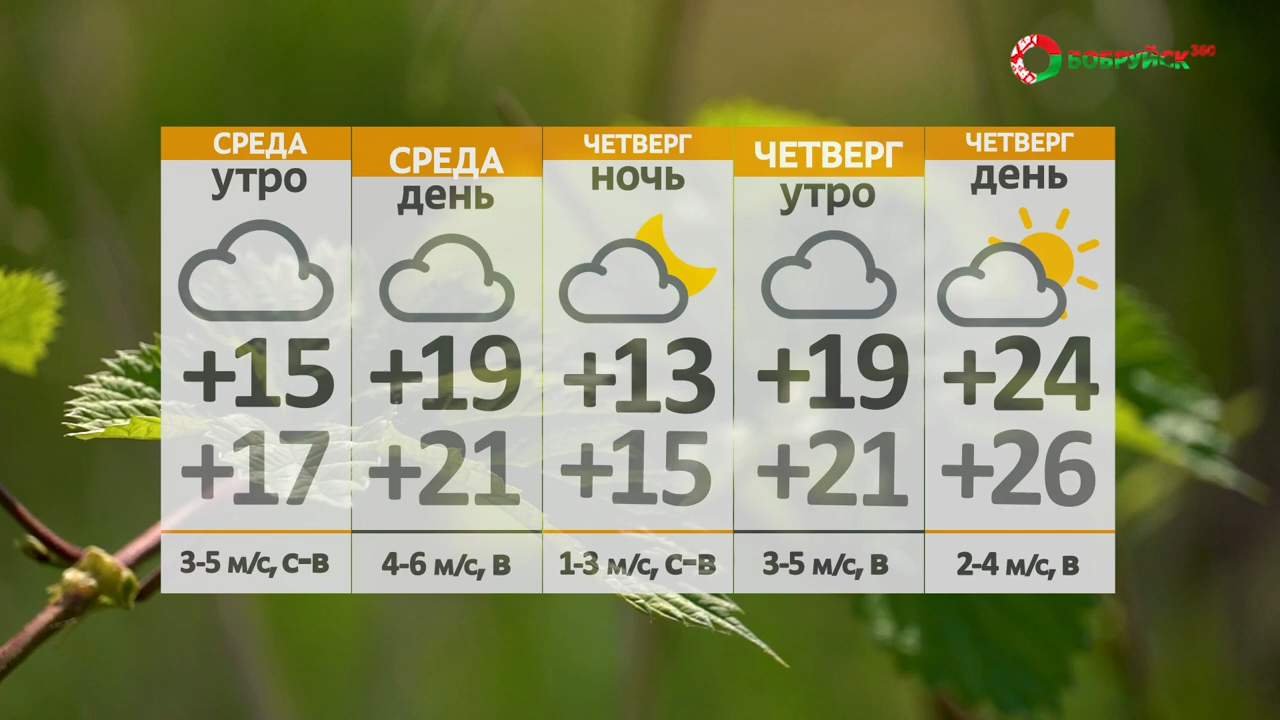 БОБРУЙСК 360
СРЕДА
утро
+15
+17
3-5 м/с, с-в
СРЕДА
день
+19
+21
4-6 м/с, в
ЧЕТВЕРГ
ночь
+13
+15
1-3 м/с, с-в
ЧЕТВЕРГ
утро
+19
+21
3-5 м/с, в
ЧЕТВЕРГ
день
+24
+26
2-4 м/с, в